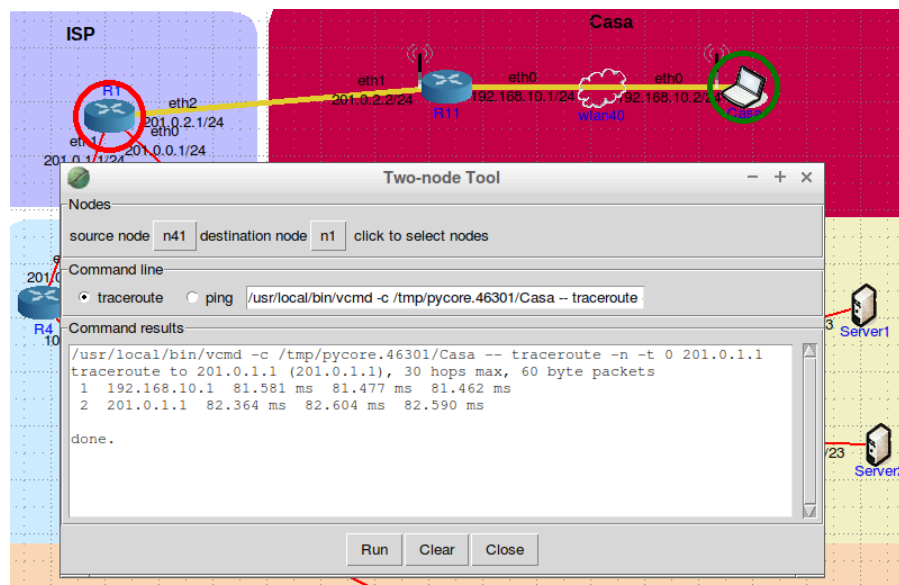 ISP
Casa
R1
eth2
201.0.2.1/24
eth0
201.0.0.1/24
eth1
201.0.2.2/24
R11
eth0
192.168.10.1/24
wlan40
eth0
192.168.10.2/24
Casa
Two-node Tool
Nodes
source node n41 destination node n1 click to select nodes
Command line
traceroute ping /usr/local/bin/vcmd -c /tmp/pycore.46301/Casa -- traceroute
Command results
/usr/local/bin/vcmd -c /tmp/pycore.46301/Casa -- traceroute -n -t 0 201.0.1.1
traceroute to 201.0.1.1 (201.0.1.1), 30 hops max, 60 byte packets
1 192.168.10.1 81.581 ms 81.477 ms 81.462 ms
2 201.0.1.1 82.364 ms 82.604 ms 82.590 ms
done.
Run Clear Close
R4
10
3
Server1
/23